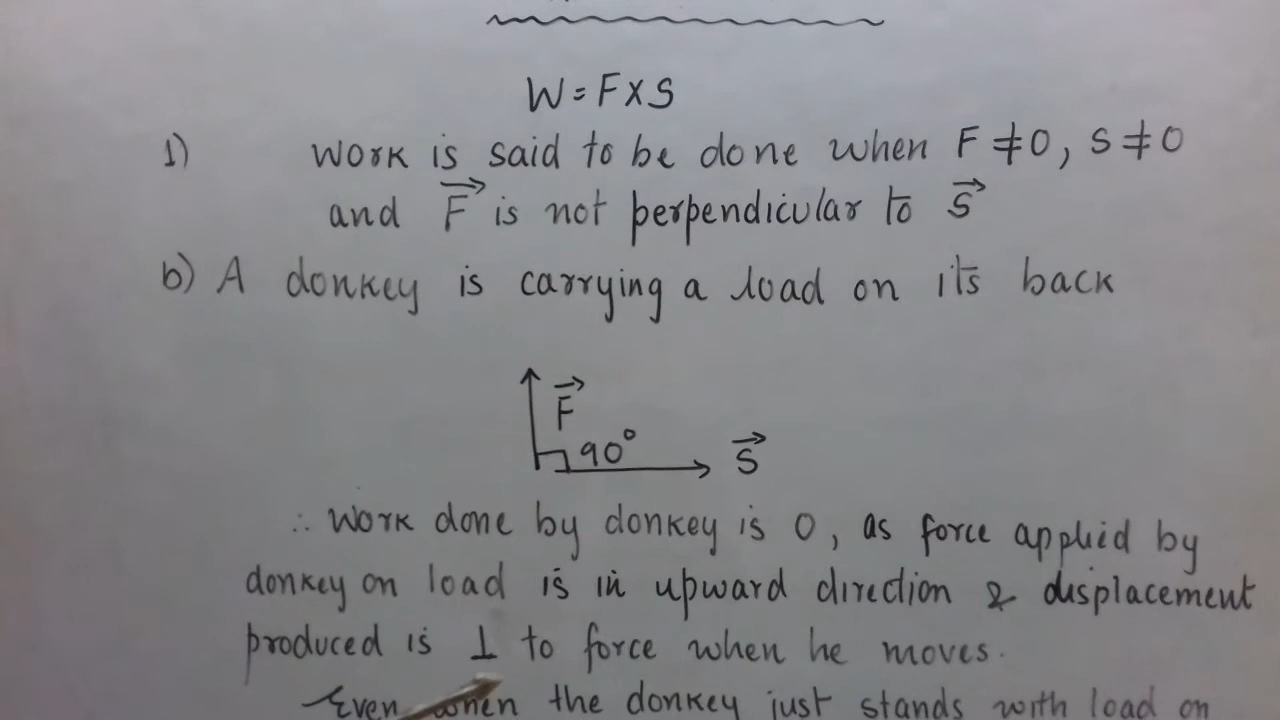 W = F X S
1) Work is said to be done when F ≠ 0, S ≠ 0
and F⃗ is not perpendicular to S⃗
b) A donkey is carrying a load on its back
F⃗
90° S⃗
∴ Work done by donkey is 0, as force applied by
donkey on load is in upward direction & displacement
produced is ⊥ to force when he moves.
Even when the donkey just stands with load on